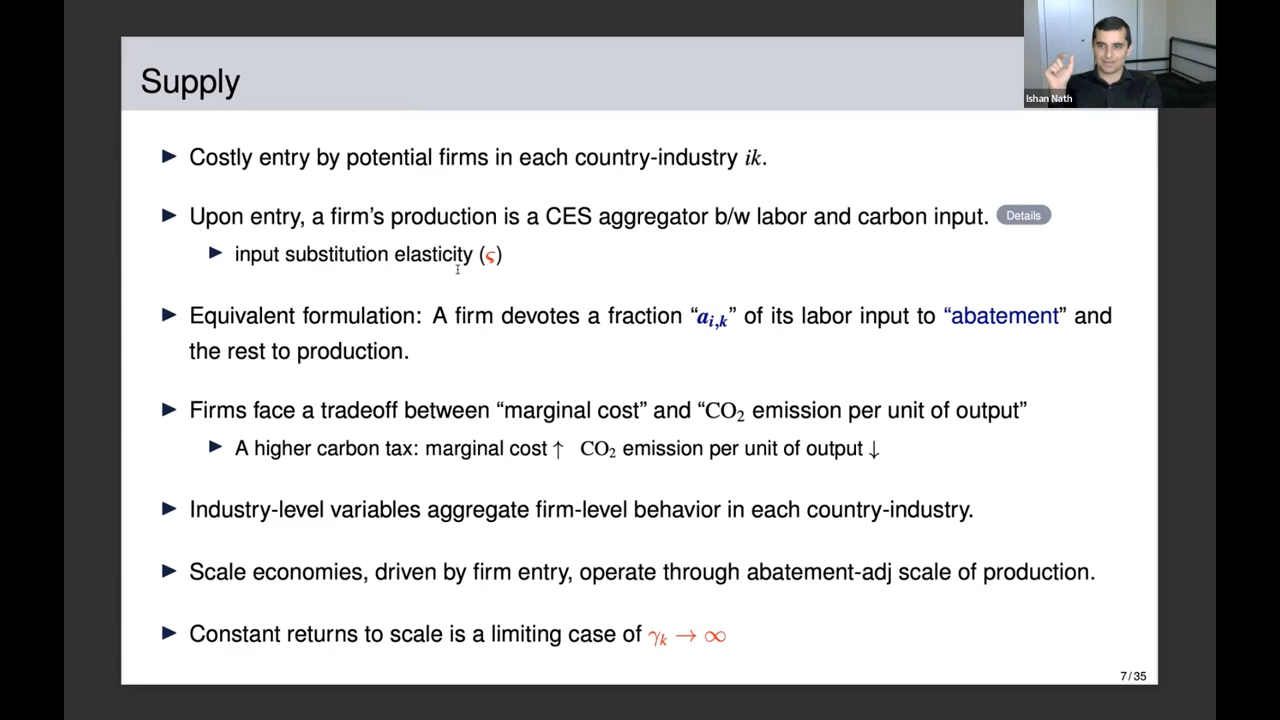 Supply
Ishan Nath
▶ Costly entry by potential firms in each country-industry ik.
▶ Upon entry, a firm's production is a CES aggregator b/w labor and carbon input. Details
▶ input substitution elasticity (ς)
▶ Equivalent formulation: A firm devotes a fraction “a_{i,k}” of its labor input to “abatement” and
the rest to production.
▶ Firms face a tradeoff between “marginal cost” and “CO₂ emission per unit of output”
▶ A higher carbon tax: marginal cost ↑ CO₂ emission per unit of output ↓
▶ Industry-level variables aggregate firm-level behavior in each country-industry.
▶ Scale economies, driven by firm entry, operate through abatement-adj scale of production.
▶ Constant returns to scale is a limiting case of γ_k → ∞
7 / 35